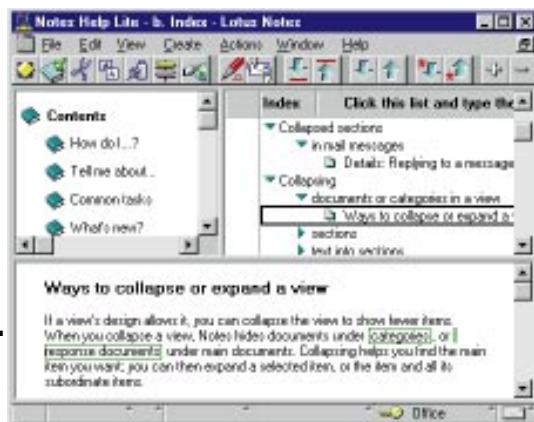 Notes Help Lite - b. Index - Lotus Notes
File Edit View Create Actions Window Help
Contents
How do I...?
Tell me about...
Common tasks
What's new?
Index Click this list and type the
Collapsed sections
in mail messages
Details: Replying to a message
Collapsing
documents or categories in a view
Ways to collapse or expand a
sections
text into sections
Ways to collapse or expand a view
If a view's design allows it, you can collapse the view to show fewer items.
When you collapse a view, Notes hides documents under categories, or
response documents under main documents. Collapsing helps you find the main
item you want; you can then expand a selected item, or the item and all its
subordinate items.
Office